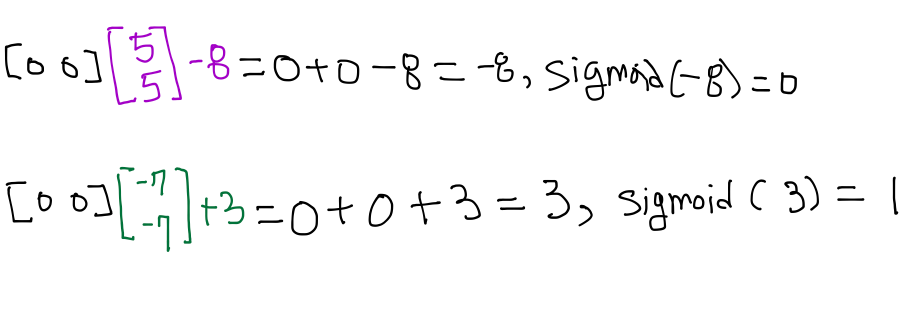 [0 0] [5 5] -8 = 0+0-8 = -8, sigmoid(-8) = 0
[0 0] [-7 -7] +3 = 0+0+3 = 3, sigmoid(3) = 1